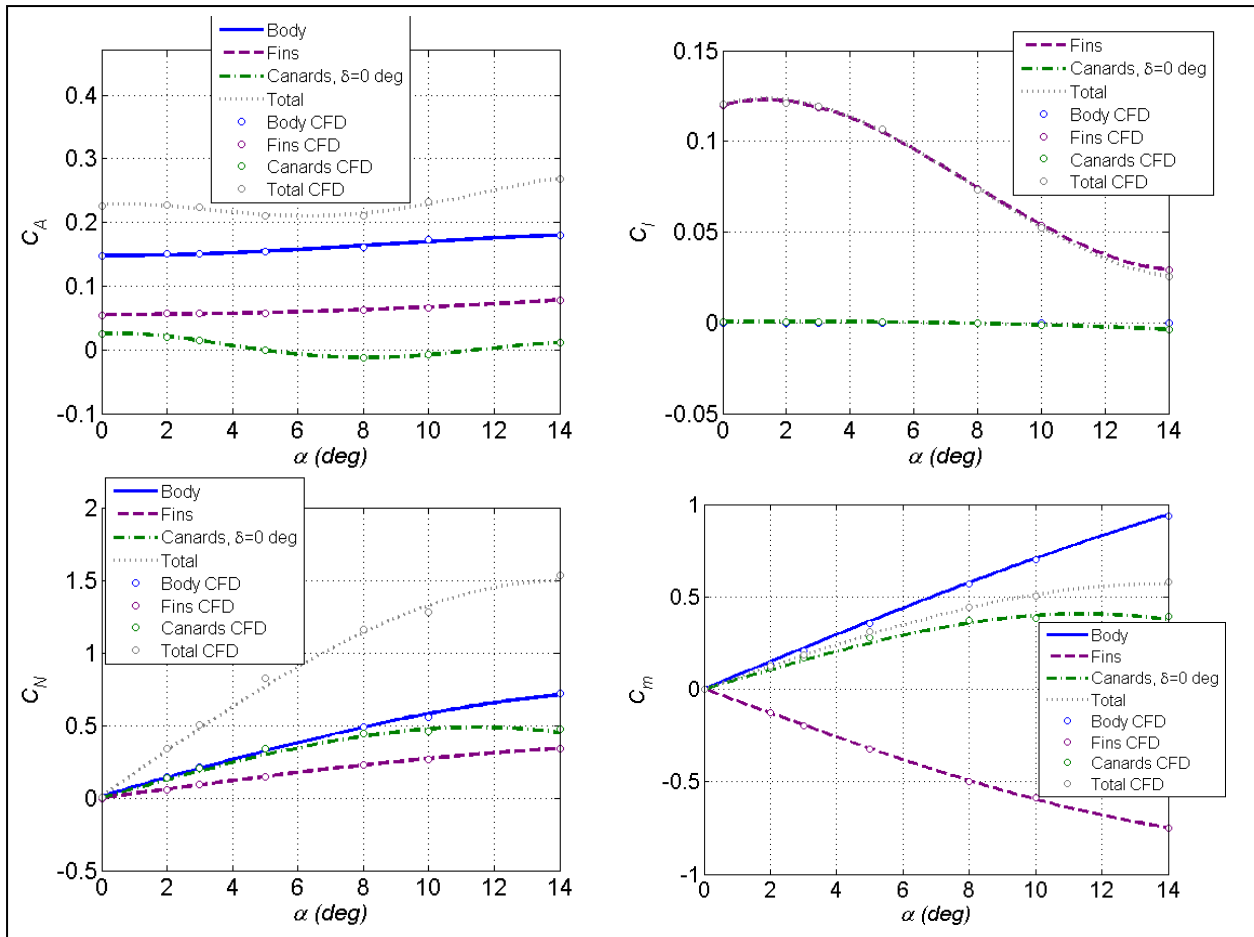 Body
Fins
Canards, δ=0 deg
Total
Body CFD
Fins CFD
Canards CFD
Total CFD
0.4
0.3
0.2
0.1
0
-0.1
C_A
0 2 4 6 8 10 12 14
α (deg)
Fins
Canards, δ=0 deg
Total
Body CFD
Fins CFD
Canards CFD
Total CFD
0.15
0.1
0.05
0
-0.05
C_l
0 2 4 6 8 10 12 14
α (deg)
Body
Fins
Canards, δ=0 deg
Total
Body CFD
Fins CFD
Canards CFD
Total CFD
2
1.5
1
0.5
0
-0.5
C_N
0 2 4 6 8 10 12 14
α (deg)
Body
Fins
Canards, δ=0 deg
Total
Body CFD
Fins CFD
Canards CFD
Total CFD
1
0.5
0
-0.5
-1
C_m
0 2 4 6 8 10 12 14
α (deg)